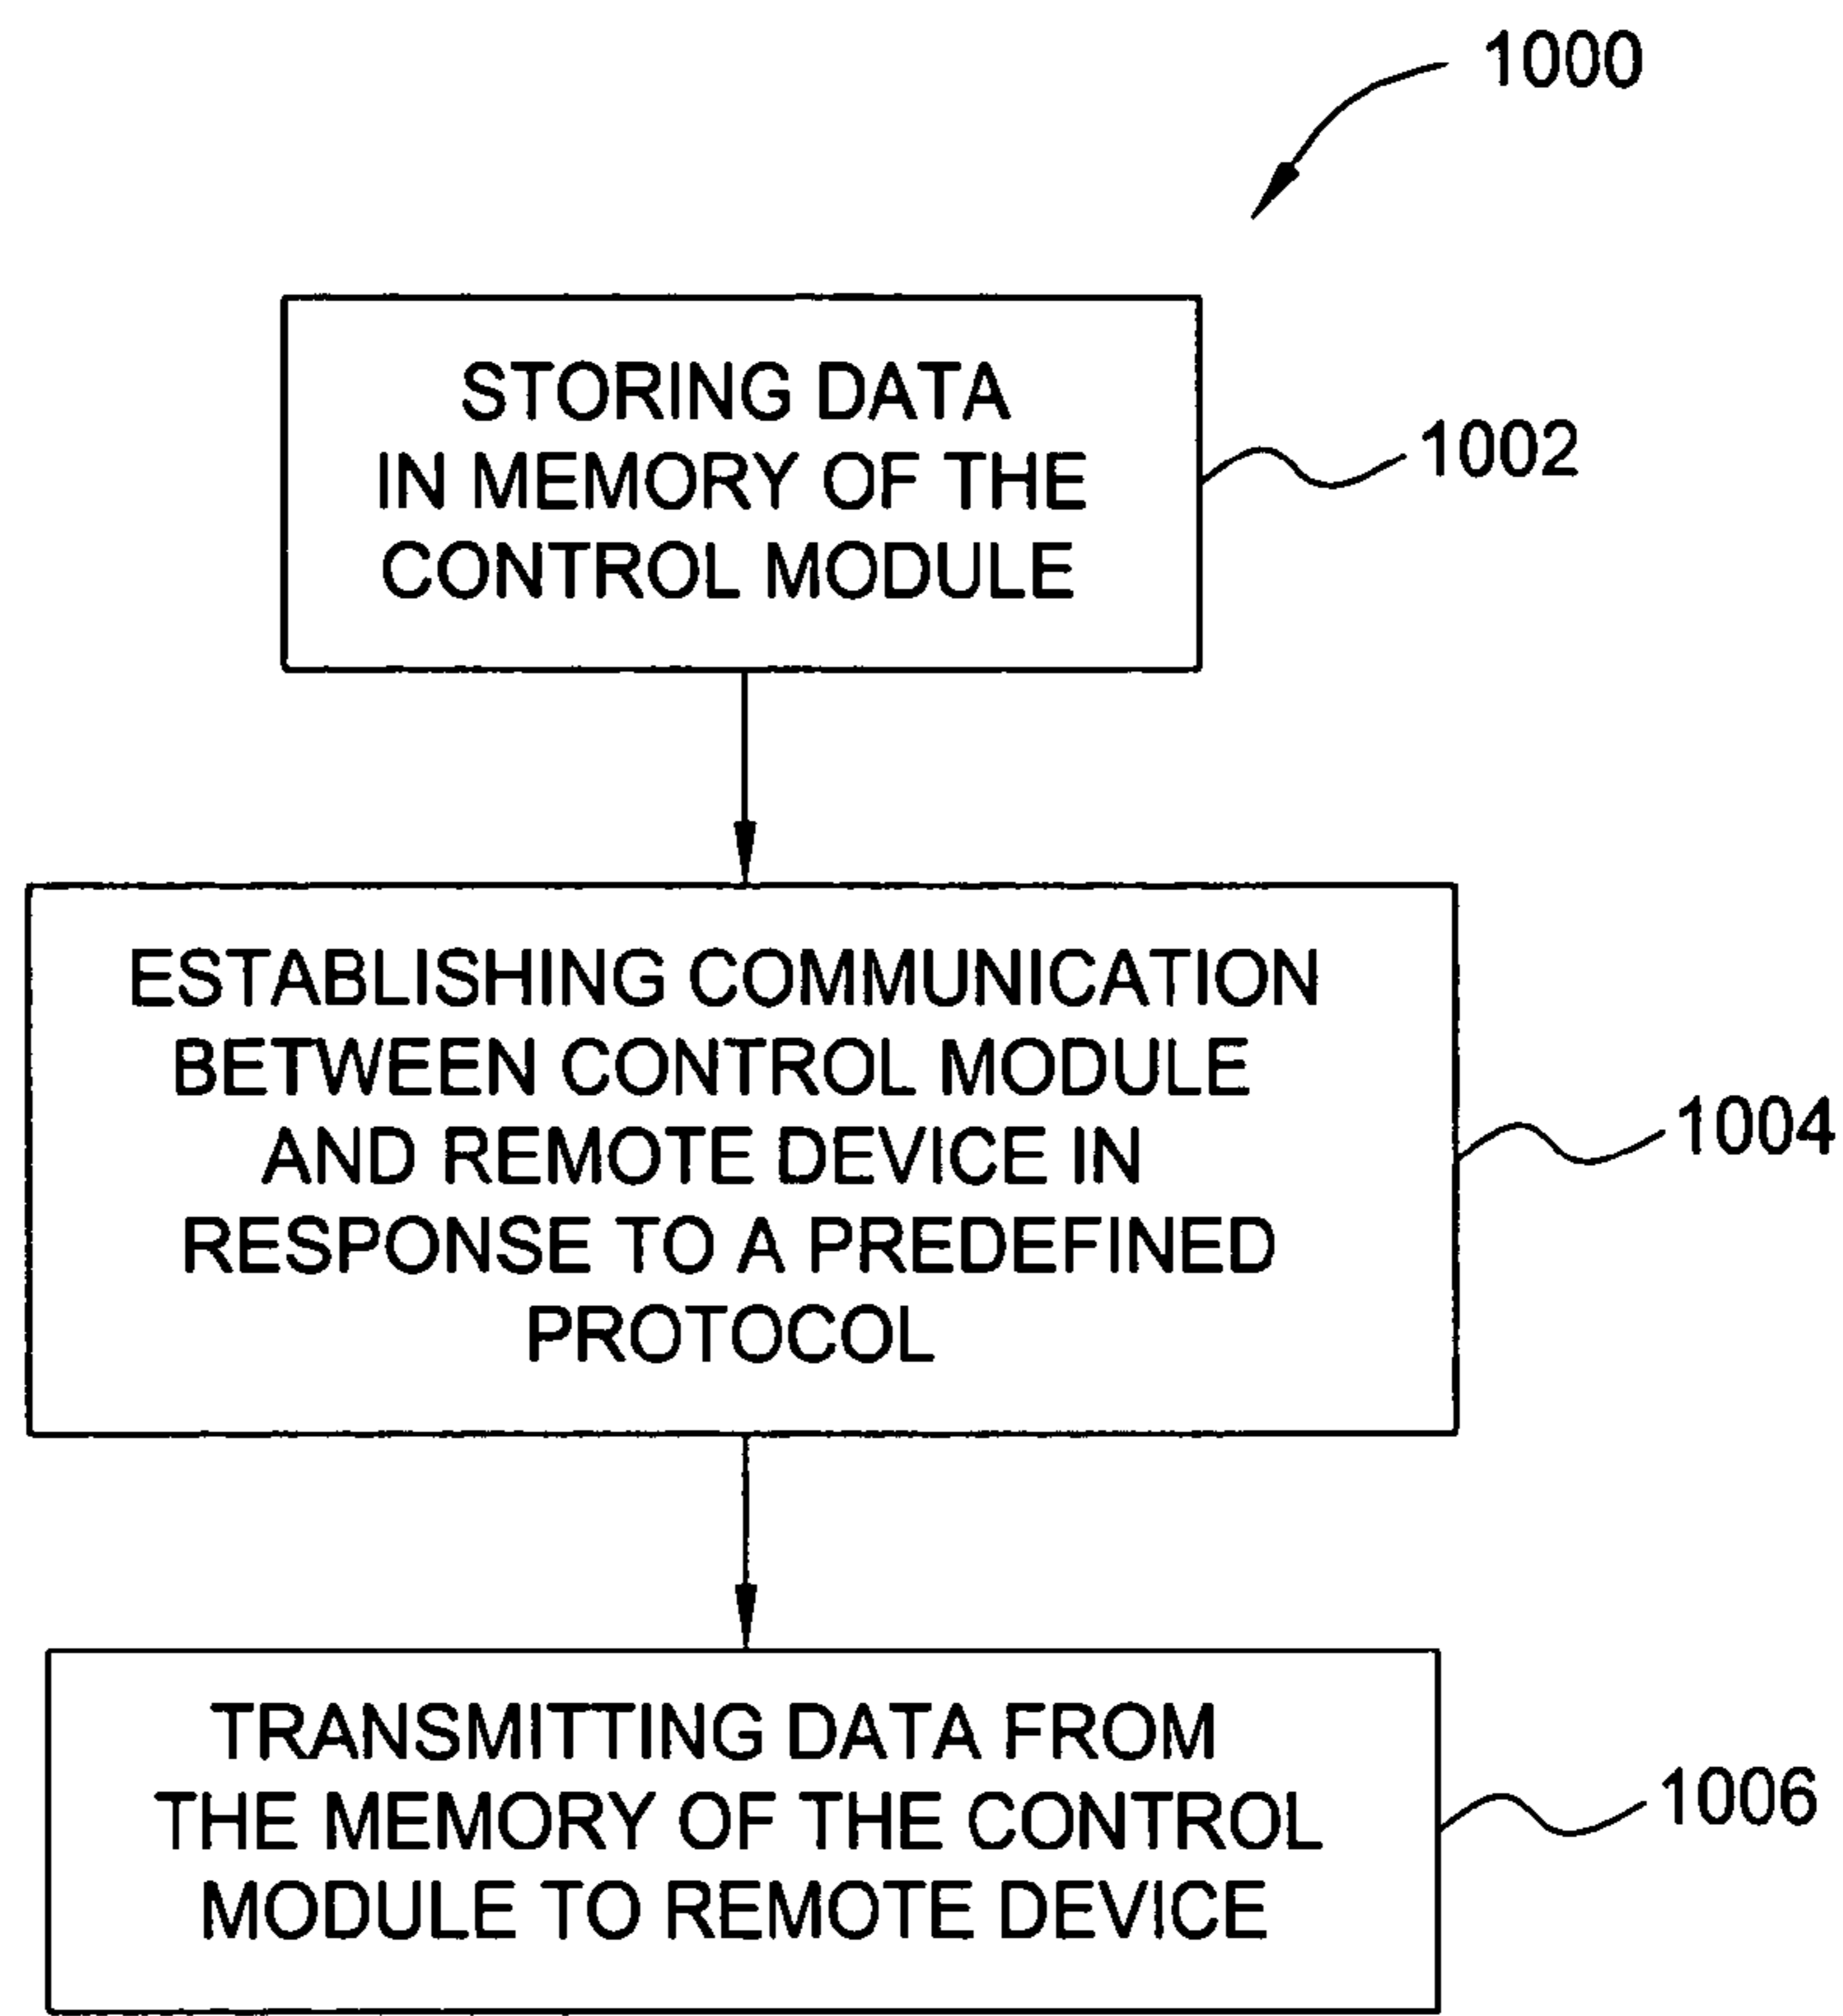 1000
STORING DATA
IN MEMORY OF THE
CONTROL MODULE
1002
ESTABLISHING COMMUNICATION
BETWEEN CONTROL MODULE
AND REMOTE DEVICE IN
RESPONSE TO A PREDEFINED
PROTOCOL
1004
TRANSMITTING DATA FROM
THE MEMORY OF THE CONTROL
MODULE TO REMOTE DEVICE
1006